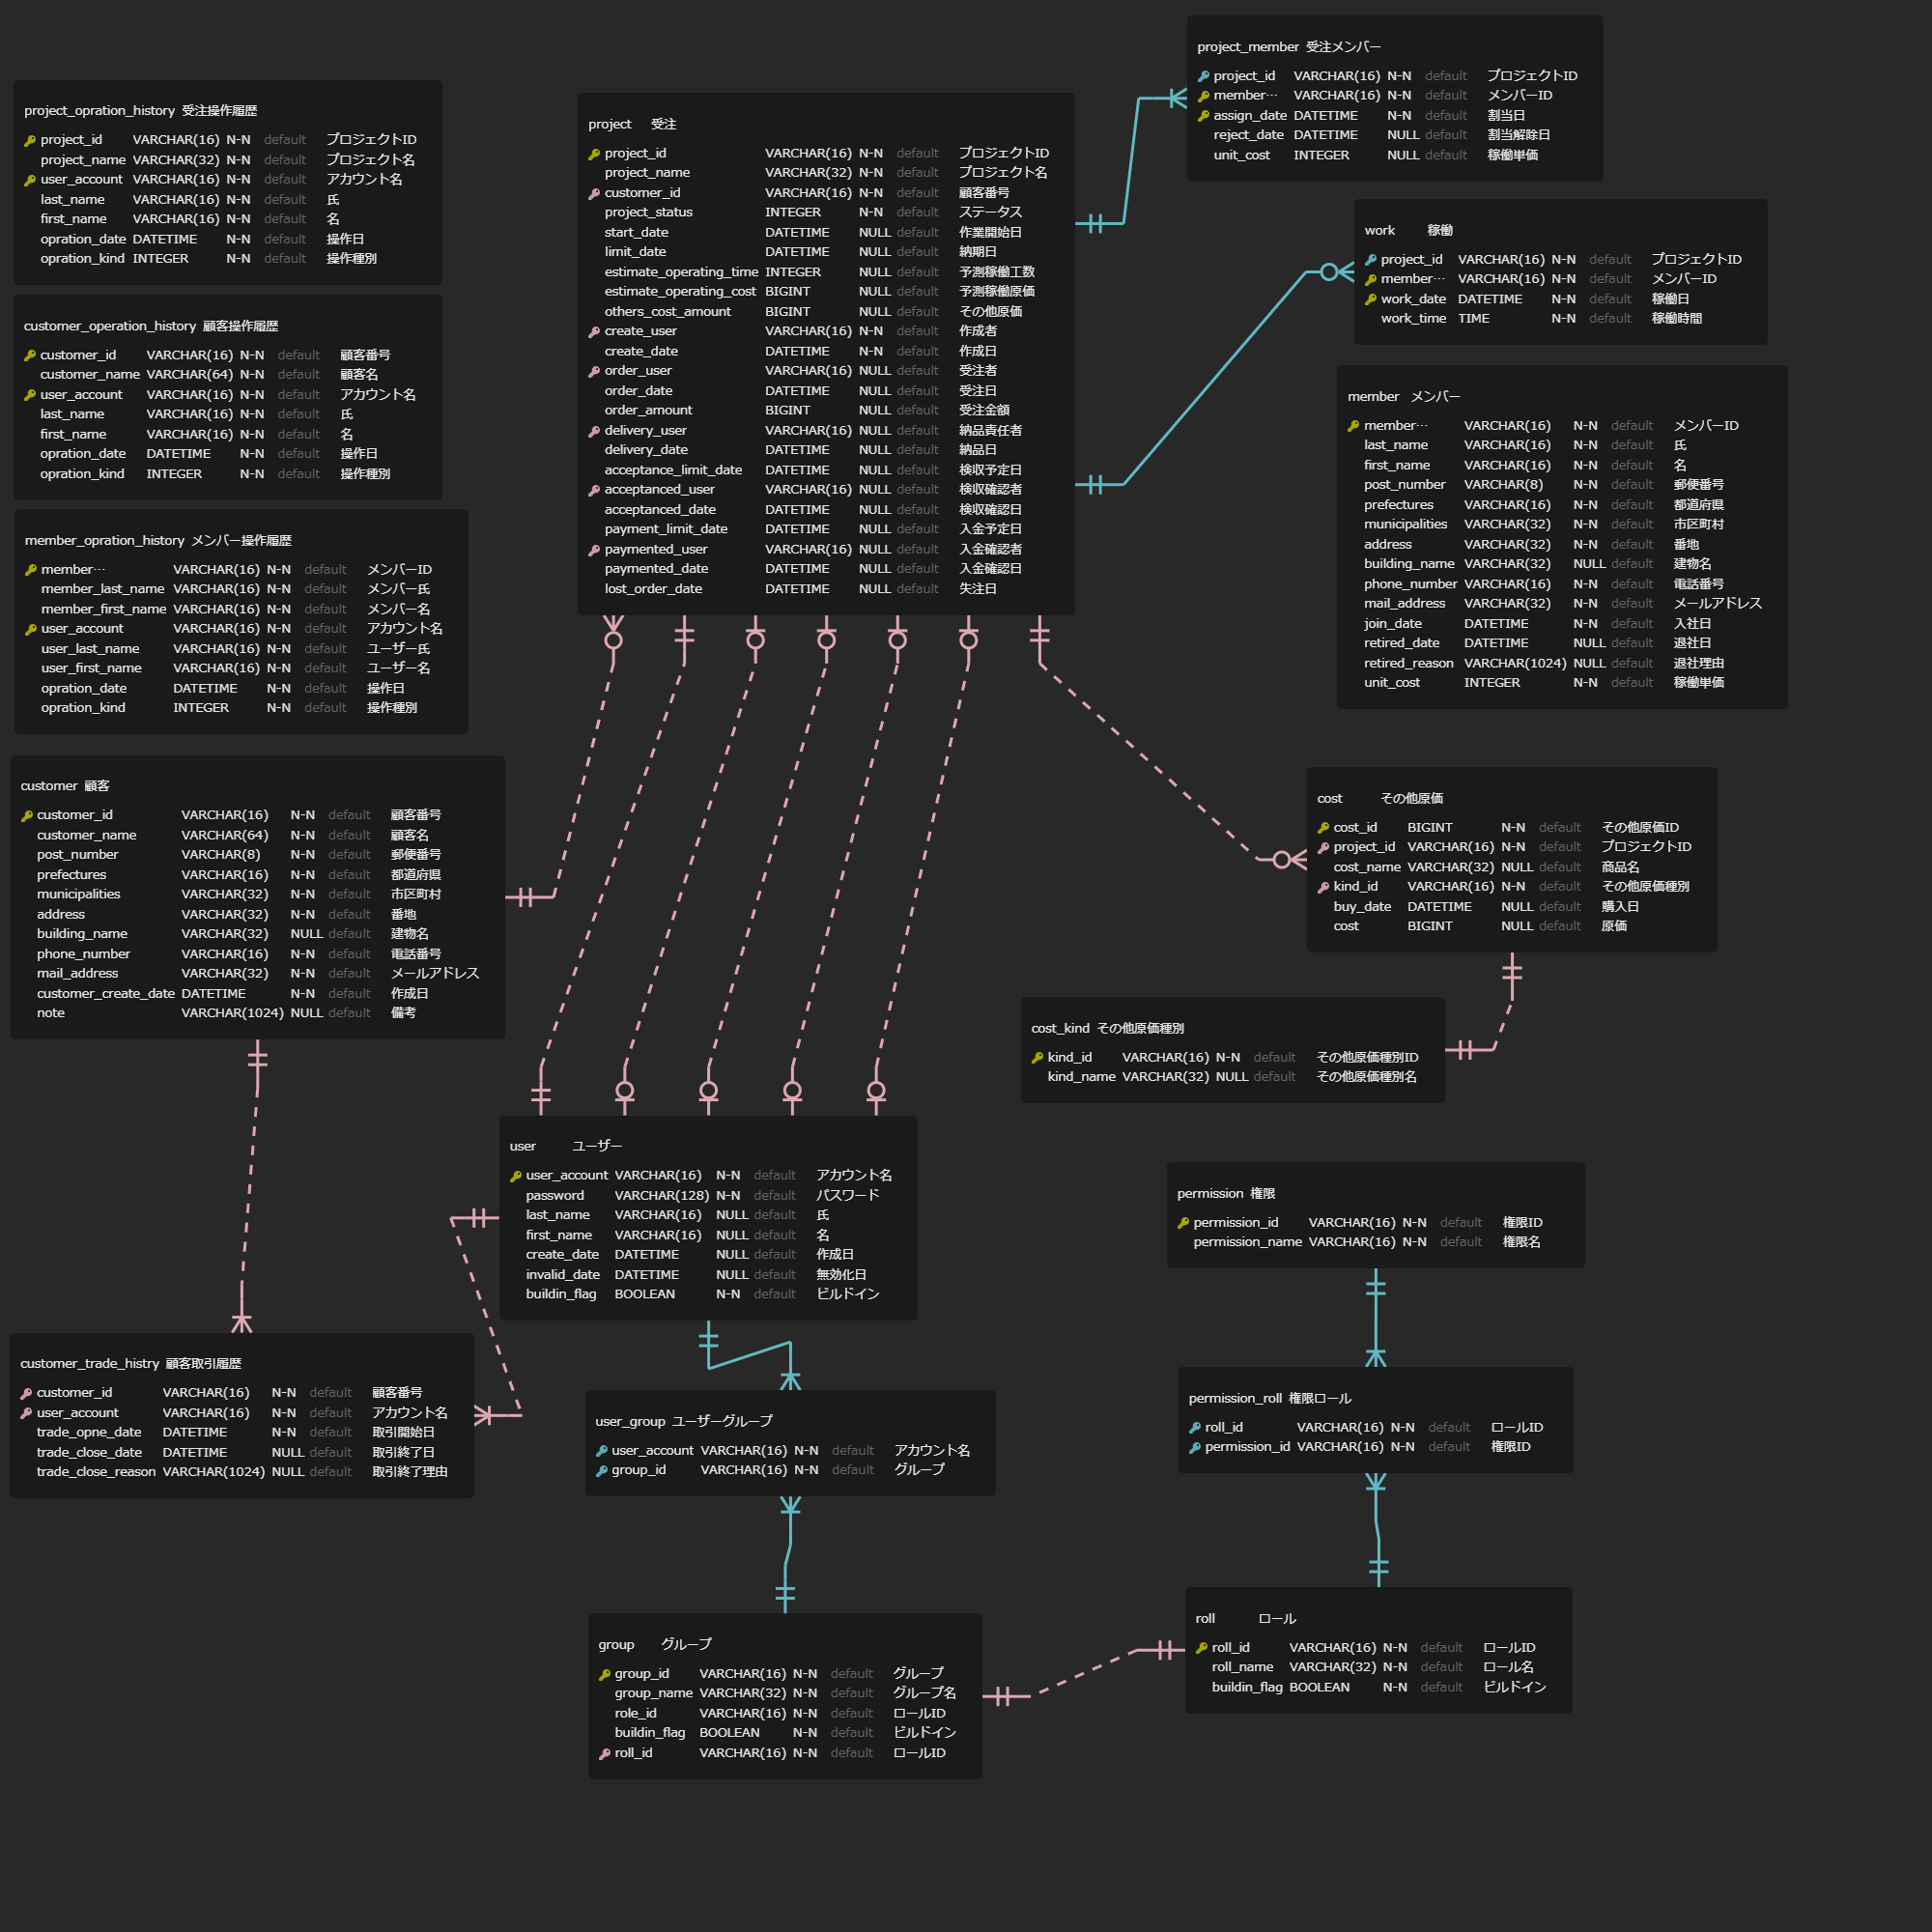 project_opration_history 受注操作履歴
project_id VARCHAR(16) N-N default プロジェクトID
project_name VARCHAR(32) N-N default プロジェクト名
user_account VARCHAR(16) N-N default アカウント名
last_name VARCHAR(16) N-N default 氏
first_name VARCHAR(16) N-N default 名
opration_date DATETIME N-N default 操作日
opration_kind INTEGER N-N default 操作種別
customer_operation_history 顧客操作履歴
customer_id VARCHAR(16) N-N default 顧客番号
customer_name VARCHAR(64) N-N default 顧客名
user_account VARCHAR(16) N-N default アカウント名
last_name VARCHAR(16) N-N default 氏
first_name VARCHAR(16) N-N default 名
opration_date DATETIME N-N default 操作日
opration_kind INTEGER N-N default 操作種別
member_opration_history メンバー操作履歴
member… VARCHAR(16) N-N default メンバーID
member_last_name VARCHAR(16) N-N default メンバー氏
member_first_name VARCHAR(16) N-N default メンバー名
user_account VARCHAR(16) N-N default アカウント名
user_last_name VARCHAR(16) N-N default ユーザー氏
user_first_name VARCHAR(16) N-N default ユーザー名
opration_date DATETIME N-N default 操作日
opration_kind INTEGER N-N default 操作種別
customer 顧客
customer_id VARCHAR(16) N-N default 顧客番号
customer_name VARCHAR(64) N-N default 顧客名
post_number VARCHAR(8) N-N default 郵便番号
prefectures VARCHAR(16) N-N default 都道府県
municipalities VARCHAR(32) N-N default 市区町村
address VARCHAR(32) N-N default 番地
building_name VARCHAR(32) NULL default 建物名
phone_number VARCHAR(16) N-N default 電話番号
mail_address VARCHAR(32) N-N default メールアドレス
customer_create_date DATETIME N-N default 作成日
note VARCHAR(1024) NULL default 備考
customer_trade_histry 顧客取引履歴
customer_id VARCHAR(16) N-N default 顧客番号
user_account VARCHAR(16) N-N default アカウント名
trade_opne_date DATETIME N-N default 取引開始日
trade_close_date DATETIME NULL default 取引終了日
trade_close_reason VARCHAR(1024) NULL default 取引終了理由
project 受注
project_id VARCHAR(16) N-N default プロジェクトID
project_name VARCHAR(32) N-N default プロジェクト名
customer_id VARCHAR(16) N-N default 顧客番号
project_status INTEGER N-N default ステータス
start_date DATETIME NULL default 作業開始日
limit_date DATETIME NULL default 納期日
estimate_operating_time INTEGER NULL default 予測稼働工数
estimate_operating_cost BIGINT NULL default 予測稼働原価
others_cost_amount BIGINT NULL default その他原価
create_user VARCHAR(16) N-N default 作成者
create_date DATETIME N-N default 作成日
order_user VARCHAR(16) NULL default 受注者
order_date DATETIME NULL default 受注日
order_amount BIGINT NULL default 受注金額
delivery_user VARCHAR(16) NULL default 納品責任者
delivery_date DATETIME NULL default 納品日
acceptance_limit_date DATETIME NULL default 検収予定日
acceptanced_user VARCHAR(16) NULL default 検収確認者
acceptanced_date DATETIME NULL default 検収確認日
payment_limit_date DATETIME NULL default 入金予定日
paymented_user VARCHAR(16) NULL default 入金確認者
paymented_date DATETIME NULL default 入金確認日
lost_order_date DATETIME NULL default 失注日
user ユーザー
user_account VARCHAR(16) N-N default アカウント名
password VARCHAR(128) N-N default パスワード
last_name VARCHAR(16) NULL default 氏
first_name VARCHAR(16) NULL default 名
create_date DATETIME NULL default 作成日
invalid_date DATETIME NULL default 無効化日
buildin_flag BOOLEAN N-N default ビルドイン
user_group ユーザーグループ
user_account VARCHAR(16) N-N default アカウント名
group_id VARCHAR(16) N-N default グループ
group グループ
group_id VARCHAR(16) N-N default グループ
group_name VARCHAR(32) N-N default グループ名
role_id VARCHAR(16) N-N default ロールID
buildin_flag BOOLEAN N-N default ビルドイン
roll_id VARCHAR(16) N-N default ロールID
project_member 受注メンバー
project_id VARCHAR(16) N-N default プロジェクトID
member… VARCHAR(16) N-N default メンバーID
assign_date DATETIME N-N default 割当日
reject_date DATETIME NULL default 割当解除日
unit_cost INTEGER NULL default 稼働単価
work 稼働
project_id VARCHAR(16) N-N default プロジェクトID
member… VARCHAR(16) N-N default メンバーID
work_date DATETIME N-N default 稼働日
work_time TIME N-N default 稼働時間
member メンバー
member… VARCHAR(16) N-N default メンバーID
last_name VARCHAR(16) N-N default 氏
first_name VARCHAR(16) N-N default 名
post_number VARCHAR(8) N-N default 郵便番号
prefectures VARCHAR(16) N-N default 都道府県
municipalities VARCHAR(32) N-N default 市区町村
address VARCHAR(32) N-N default 番地
building_name VARCHAR(32) NULL default 建物名
phone_number VARCHAR(16) N-N default 電話番号
mail_address VARCHAR(32) N-N default メールアドレス
join_date DATETIME N-N default 入社日
retired_date DATETIME NULL default 退社日
retired_reason VARCHAR(1024) NULL default 退社理由
unit_cost INTEGER N-N default 稼働単価
cost その他原価
cost_id BIGINT N-N default その他原価ID
project_id VARCHAR(16) N-N default プロジェクトID
cost_name VARCHAR(32) NULL default 商品名
kind_id VARCHAR(16) N-N default その他原価種別
buy_date DATETIME NULL default 購入日
cost BIGINT NULL default 原価
cost_kind その他原価種別
kind_id VARCHAR(16) N-N default その他原価種別ID
kind_name VARCHAR(32) NULL default その他原価種別名
permission 権限
permission_id VARCHAR(16) N-N default 権限ID
permission_name VARCHAR(16) N-N default 権限名
permission_roll 権限ロール
roll_id VARCHAR(16) N-N default ロールID
permission_id VARCHAR(16) N-N default 権限ID
roll ロール
roll_id VARCHAR(16) N-N default ロールID
roll_name VARCHAR(32) N-N default ロール名
buildin_flag BOOLEAN N-N default ビルドイン